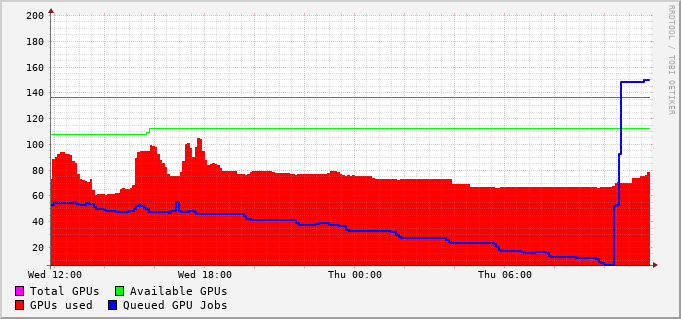 200
180
160
140
120
100
80
60
40
20
Wed 12:00 Wed 18:00 Thu 00:00 Thu 06:00
Total GPUs Available GPUs
GPUs used Queued GPU Jobs
RRDTOOL / TOBI OETIKER